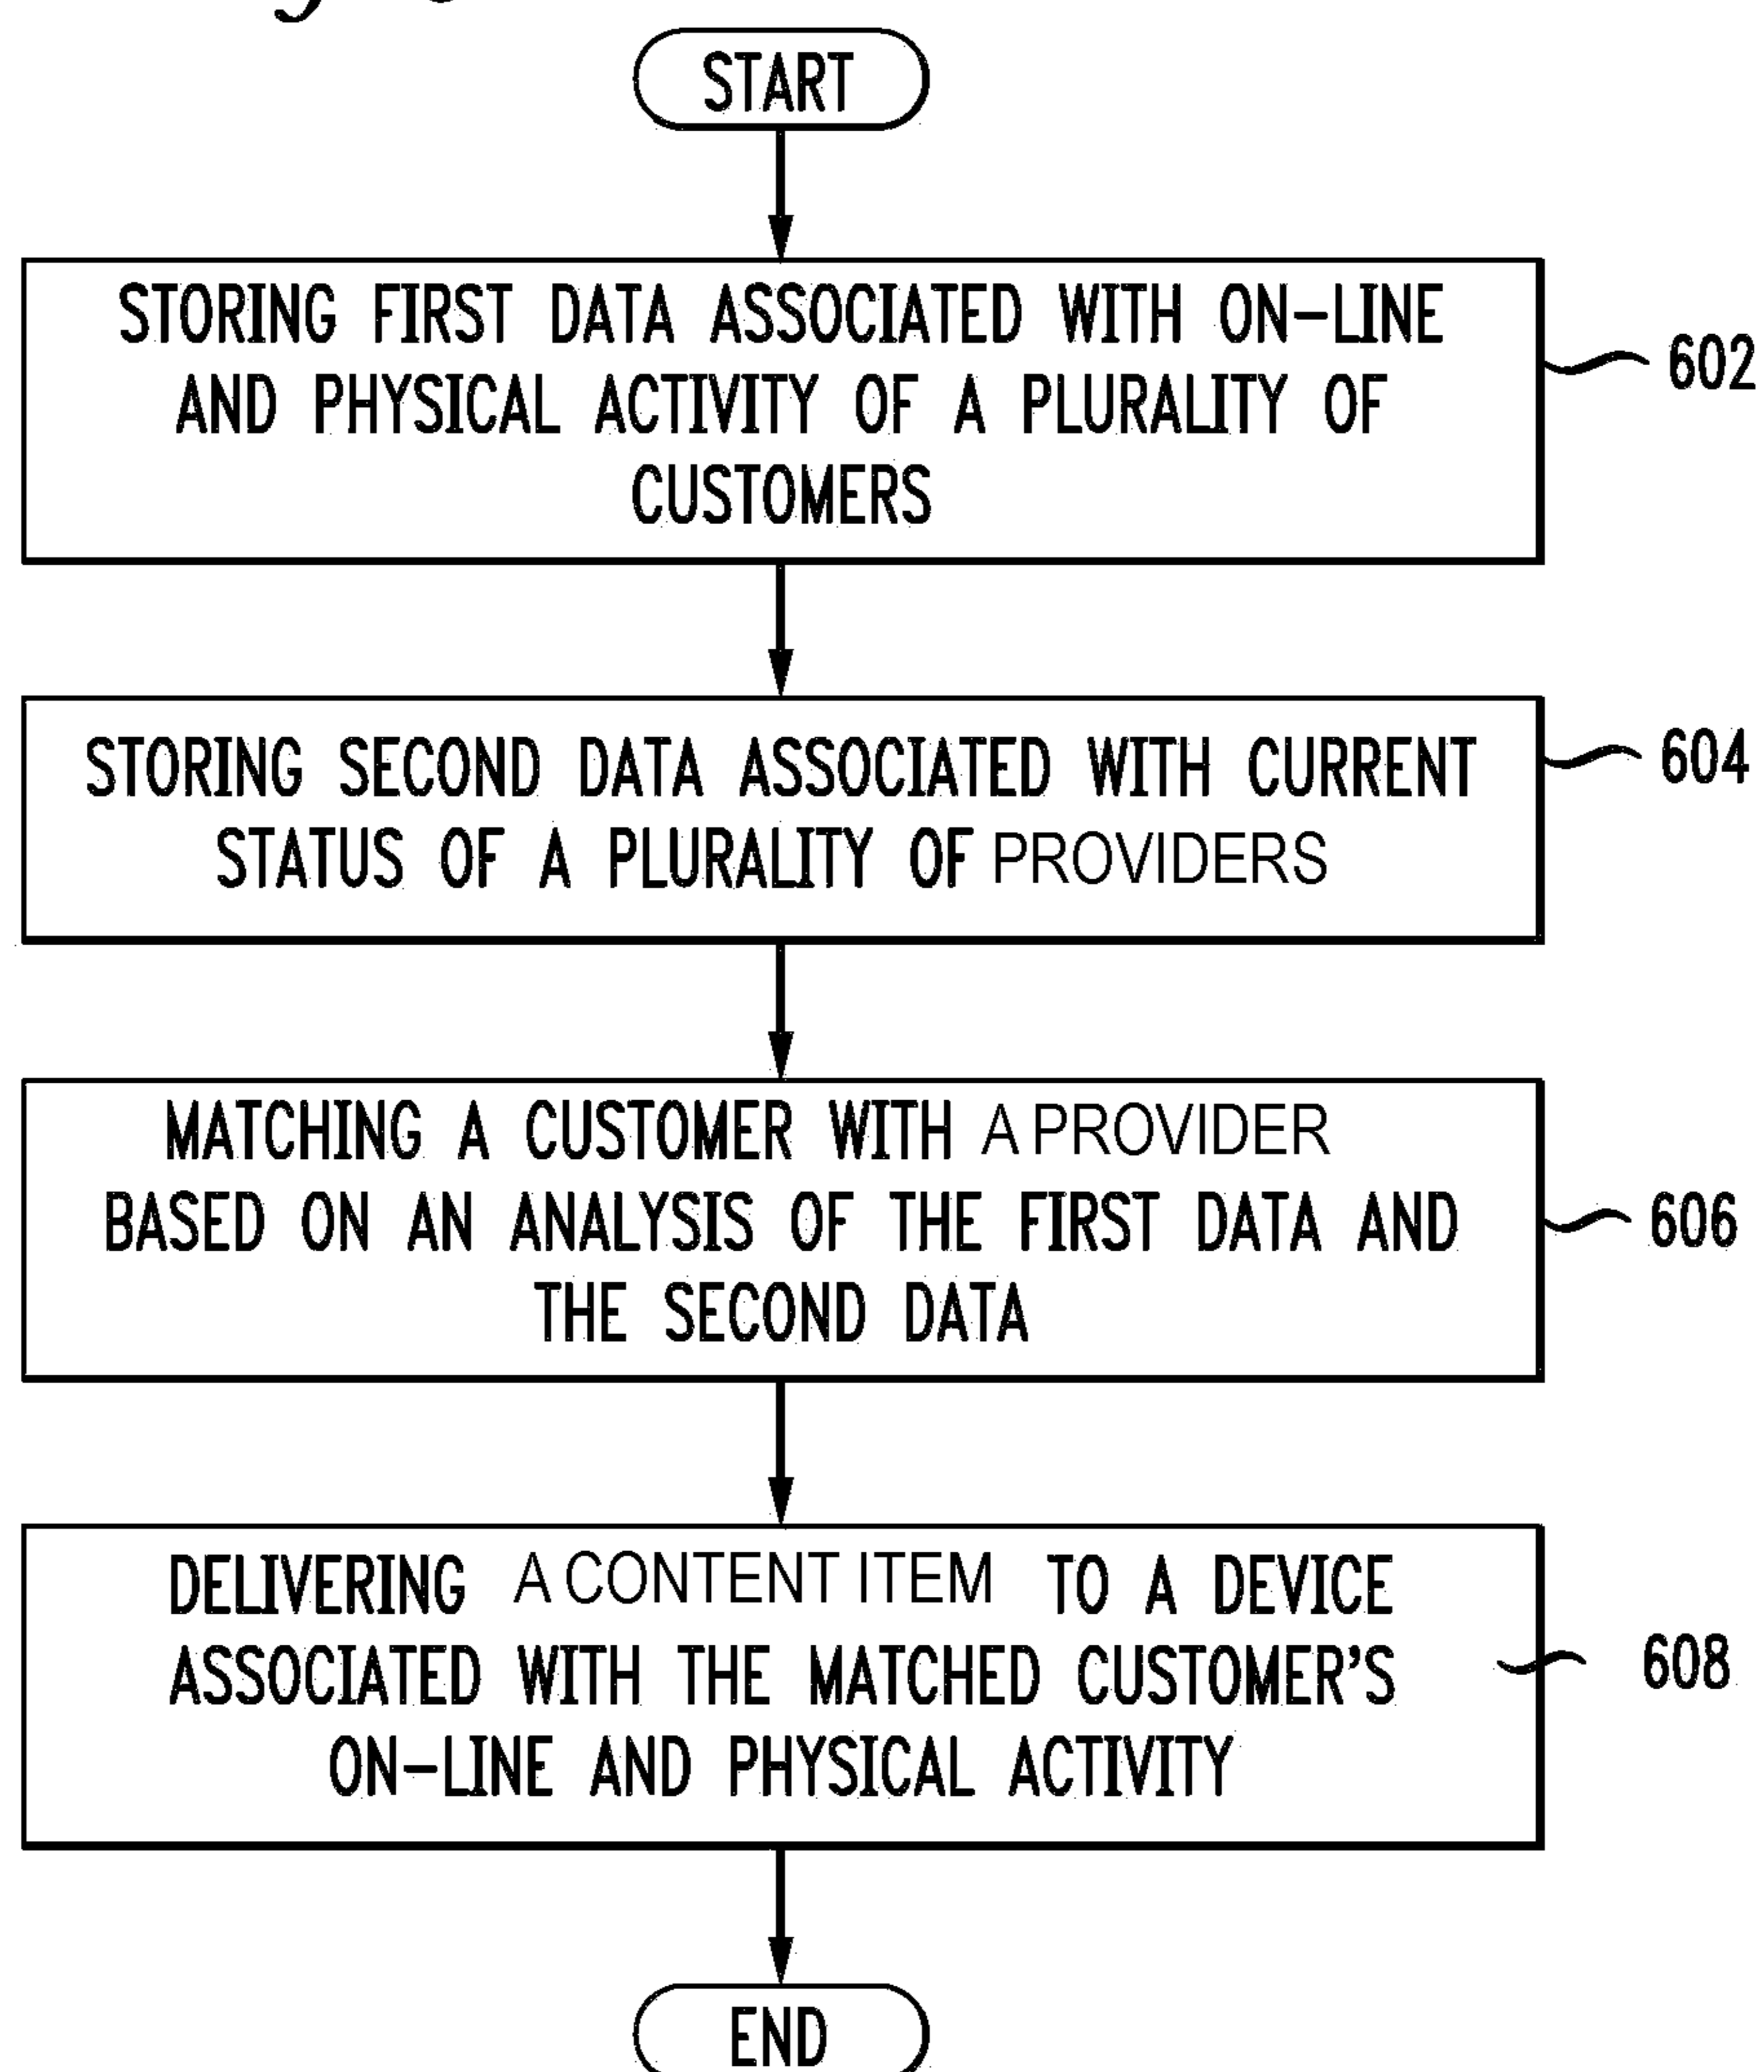 START
STORING FIRST DATA ASSOCIATED WITH ON-LINE
AND PHYSICAL ACTIVITY OF A PLURALITY OF
CUSTOMERS
602
STORING SECOND DATA ASSOCIATED WITH CURRENT
STATUS OF A PLURALITY OF PROVIDERS
604
MATCHING A CUSTOMER WITH A PROVIDER
BASED ON AN ANALYSIS OF THE FIRST DATA AND
THE SECOND DATA
606
DELIVERING A CONTENT ITEM TO A DEVICE
ASSOCIATED WITH THE MATCHED CUSTOMER'S
ON-LINE AND PHYSICAL ACTIVITY
608
END